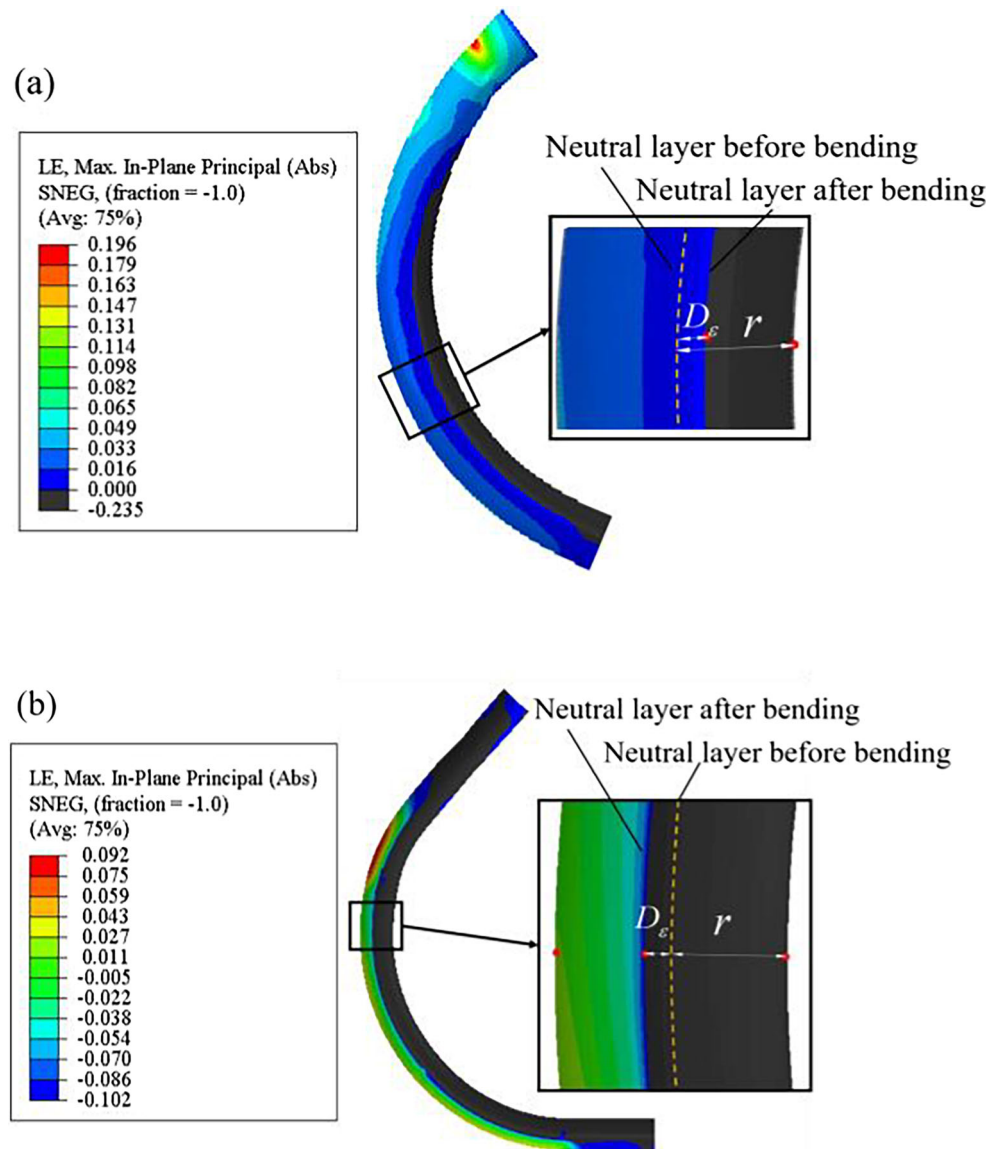 (a)
LE, Max. In-Plane Principal (Abs)
SNEG, (fraction = -1.0)
(Avg: 75%)
0.196
0.179
0.163
0.147
0.131
0.114
0.098
0.082
0.065
0.049
0.033
0.016
0.000
-0.235
Neutral layer before bending
Neutral layer after bending
Dε
r
(b)
LE, Max. In-Plane Principal (Abs)
SNEG, (fraction = -1.0)
(Avg: 75%)
0.092
0.075
0.059
0.043
0.027
0.011
-0.005
-0.022
-0.038
-0.054
-0.070
-0.086
-0.102
Neutral layer after bending
Neutral layer before bending
Dε
r